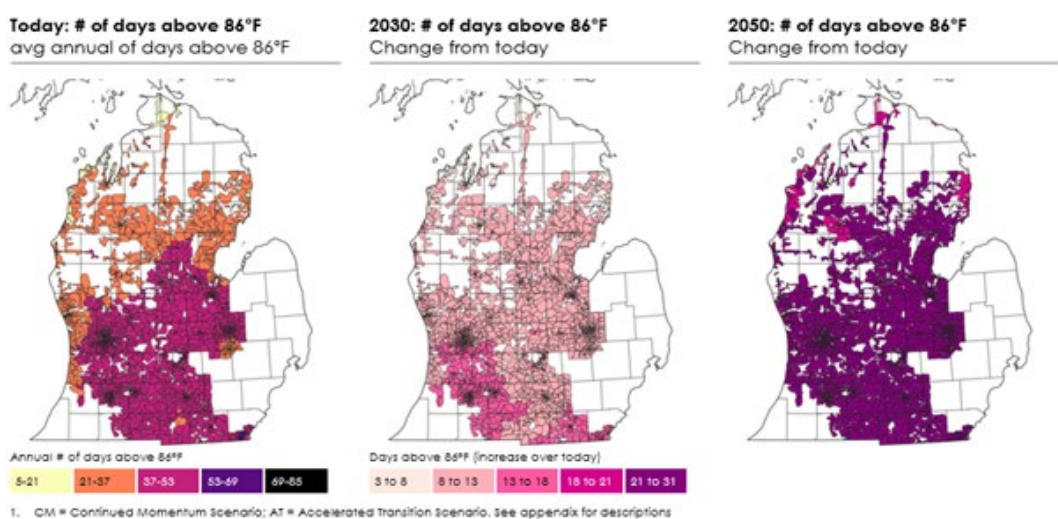 Today: # of days above 86°F
avg annual of days above 86°F
2030: # of days above 86°F
Change from today
2050: # of days above 86°F
Change from today
Annual # of days above 86°F
5-21 21-37 37-53 53-69 69-85
Days above 86°F (increase over today)
3 to 8 8 to 13 13 to 18 18 to 21 21 to 31
1. CM = Continued Momentum Scenario; AT = Accelerated Transition Scenario. See appendix for descriptions